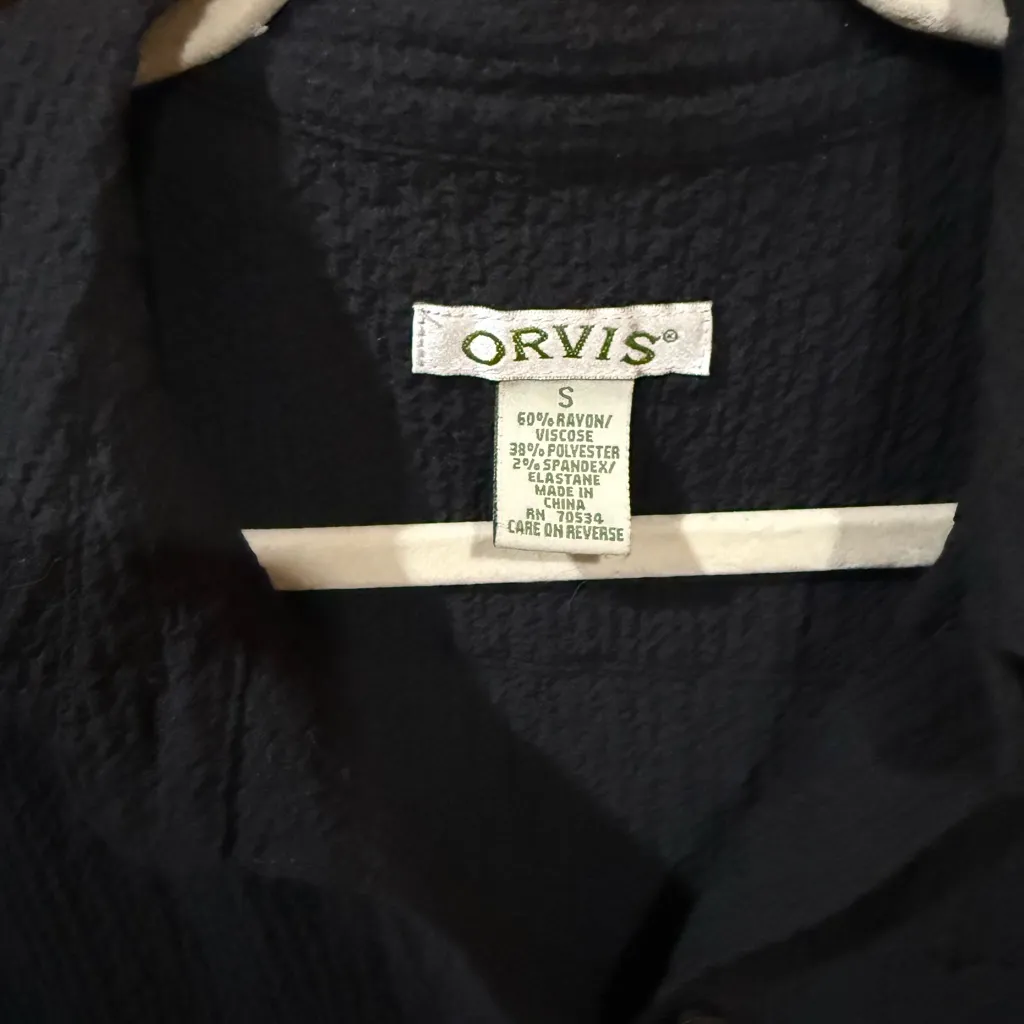 ORVIS®
S
60% RAYON/
VISCOSE
38% POLYESTER
2% SPANDEX/
ELASTANE
MADE IN
CHINA
RN 70534
CARE ON REVERSE